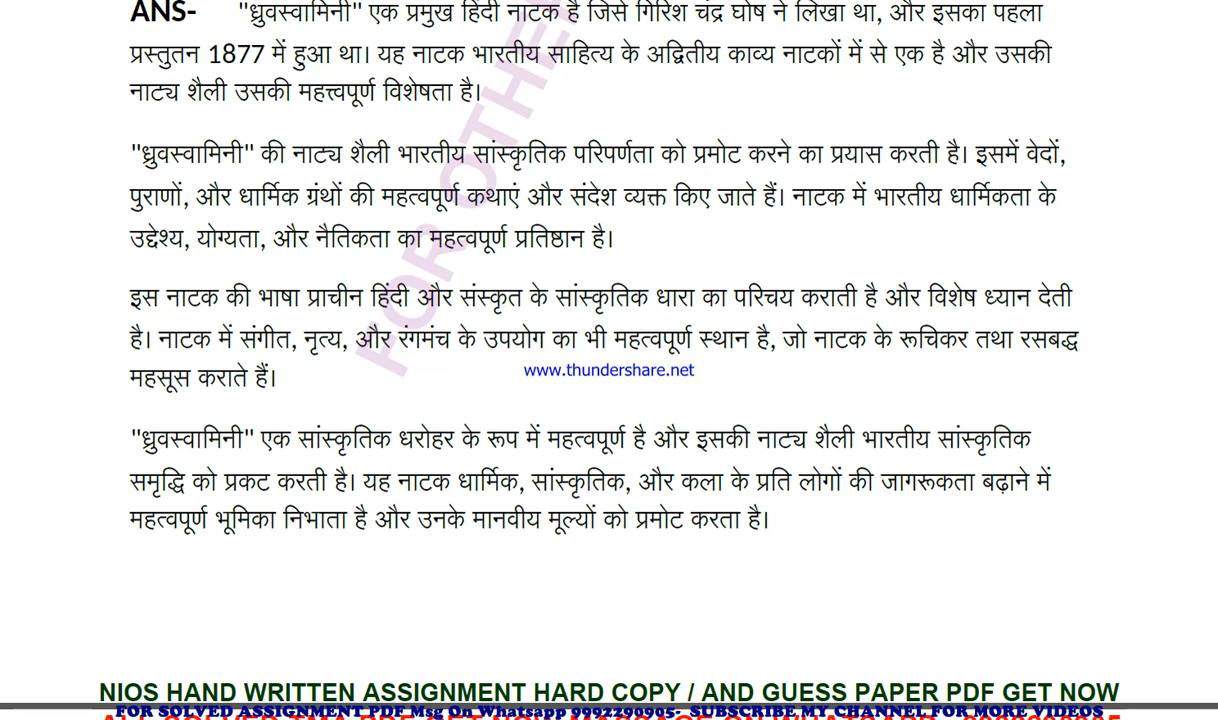 ANS- "ध्रुवस्वामिनी" एक प्रमुख हिंदी नाटक है जिसे गिरिश चंद्र घोष ने लिखा था, और इसका पहला
प्रस्तुतन 1877 में हुआ था। यह नाटक भारतीय साहित्य के अद्वितीय काव्य नाटकों में से एक है और उसकी
नाट्य शैली उसकी महत्त्वपूर्ण विशेषता है।
"ध्रुवस्वामिनी" की नाट्य शैली भारतीय सांस्कृतिक परिपर्णता को प्रमोट करने का प्रयास करती है। इसमें वेदों,
पुराणों, और धार्मिक ग्रंथों की महत्वपूर्ण कथाएं और संदेश व्यक्त किए जाते हैं। नाटक में भारतीय धार्मिकता के
उद्देश्य, योग्यता, और नैतिकता का महत्वपूर्ण प्रतिष्ठान है।
इस नाटक की भाषा प्राचीन हिंदी और संस्कृत के सांस्कृतिक धारा का परिचय कराती है और विशेष ध्यान देती
है। नाटक में संगीत, नृत्य, और रंगमंच के उपयोग का भी महत्वपूर्ण स्थान है, जो नाटक के रूचिकर तथा रसबद्ध
महसूस कराते हैं।
www.thundershare.net
"ध्रुवस्वामिनी" एक सांस्कृतिक धरोहर के रूप में महत्वपूर्ण है और इसकी नाट्य शैली भारतीय सांस्कृतिक
समृद्धि को प्रकट करती है। यह नाटक धार्मिक, सांस्कृतिक, और कला के प्रति लोगों की जागरूकता बढ़ाने में
महत्वपूर्ण भूमिका निभाता है और उनके मानवीय मूल्यों को प्रमोट करता है।
FOR OTHE
NIOS HAND WRITTEN ASSIGNMENT HARD COPY / AND GUESS PAPER PDF GET NOW
FOR SOLVED ASSIGNMENT PDF Msg On Whatsapp 9992290905- SUBSCRIBE MY CHANNEL FOR MORE VIDEOS